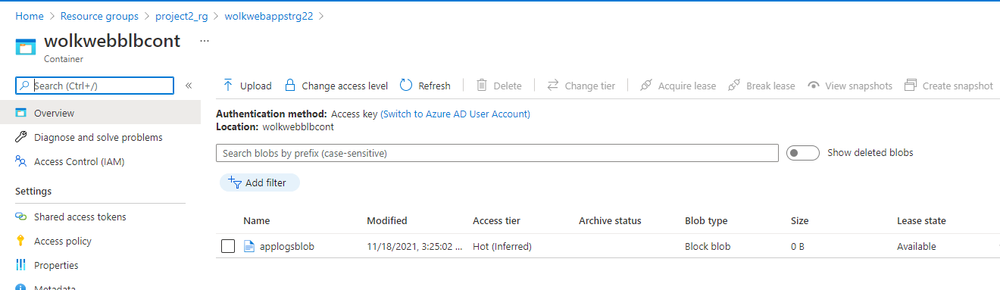 Home > Resource groups > project2_rg > wolkwebappstrg22 >
wolkwebblbcont ...
Container
Search (Ctrl+/) «
Upload Change access level Refresh Delete Change tier Acquire lease Break lease View snapshots Create snapshot
Overview
Diagnose and solve problems
Access Control (IAM)
Settings
Shared access tokens
Access policy
Properties
Metadata
Authentication method: Access key (Switch to Azure AD User Account)
Location: wolkwebblbcont
Search blobs by prefix (case-sensitive)
Show deleted blobs
Add filter
Name Modified Access tier Archive status Blob type Size Lease state
applogsblob 11/18/2021, 3:25:02 ... Hot (Inferred) Block blob 0 B Available